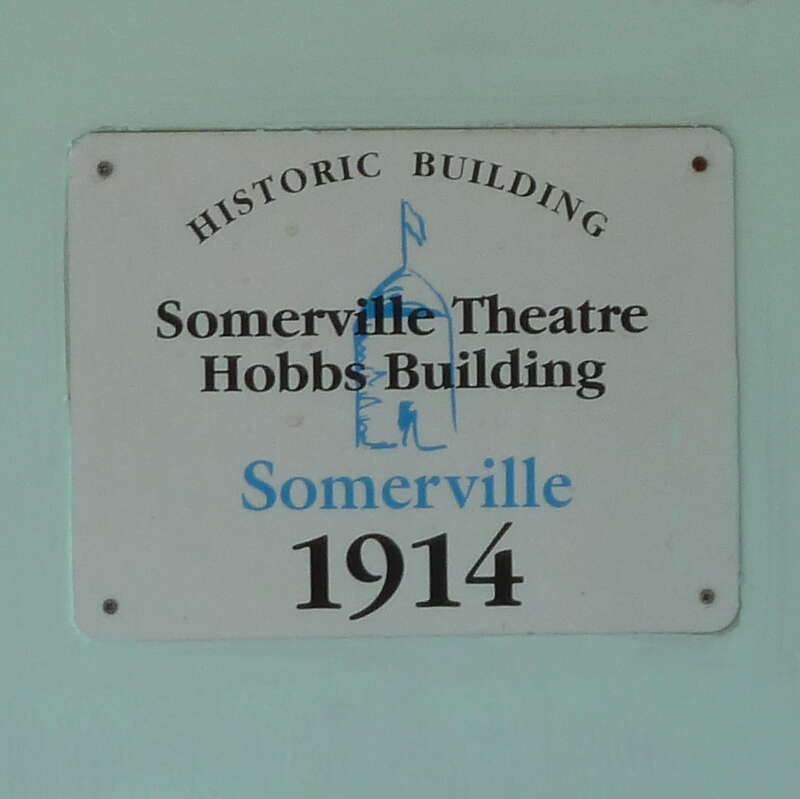 HISTORIC BUILDING
Somerville Theatre
Hobbs Building
Somerville
1914